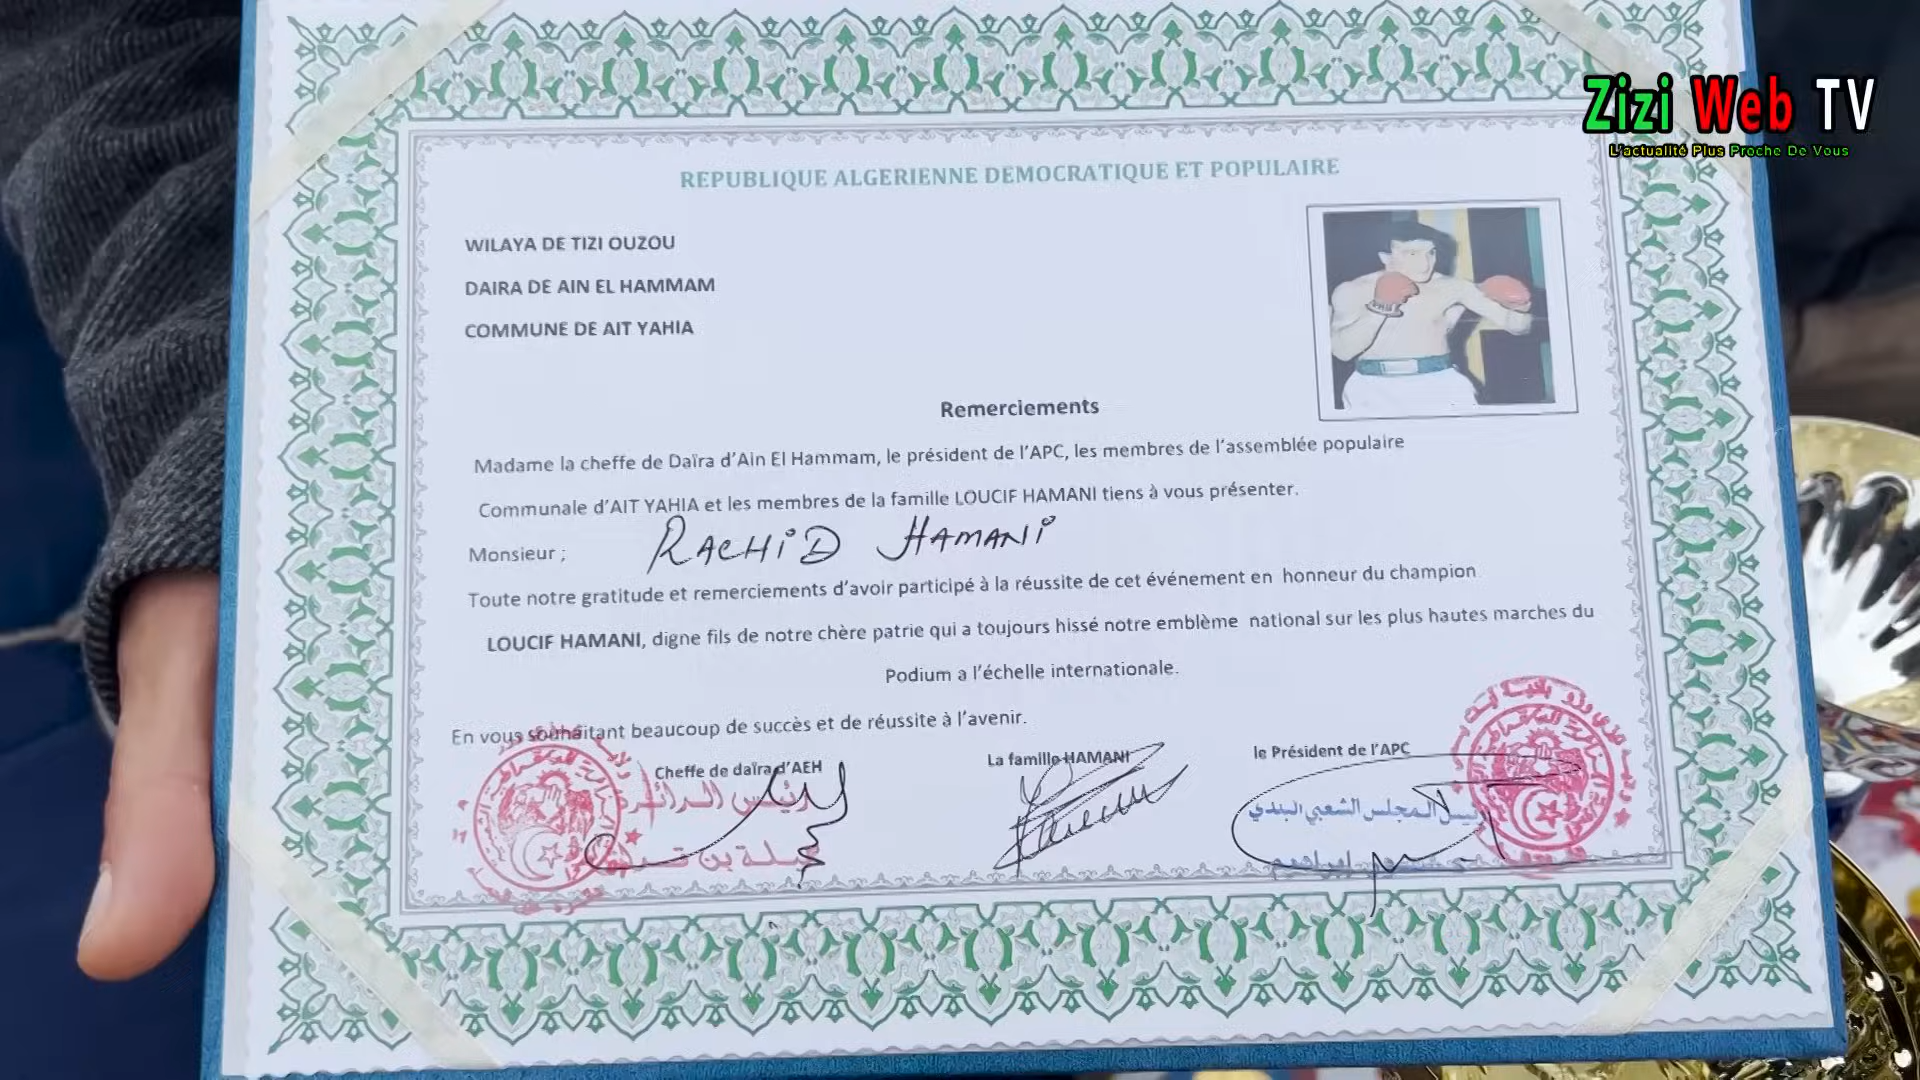 Zizi Web TV
L'actualité Plus Proche De Vous
REPUBLIQUE ALGERIENNE DEMOCRATIQUE ET POPULAIRE
WILAYA DE TIZI OUZOU
DAIRA DE AIN EL HAMMAM
COMMUNE DE AIT YAHIA
Remerciements
Madame la cheffe de Daïra d'Ain El Hammam, le président de l'APC, les membres de l'assemblée populaire
Communale d'AIT YAHIA et les membres de la famille LOUCIF HAMANI tiens à vous présenter.
Monsieur ; RACHID HAMANI
Toute notre gratitude et remerciements d'avoir participé à la réussite de cet événement en honneur du champion
LOUCIF HAMANI, digne fils de notre chère patrie qui a toujours hissé notre emblème national sur les plus hautes marches du
Podium a l'échelle internationale.
En vous souhaitant beaucoup de succès et de réussite à l'avenir.
Cheffe de daïra d'AEH
La famille HAMANI
le Président de l'APC
رئيس الدائرة
رئيس المجلس الشعبي البلدي